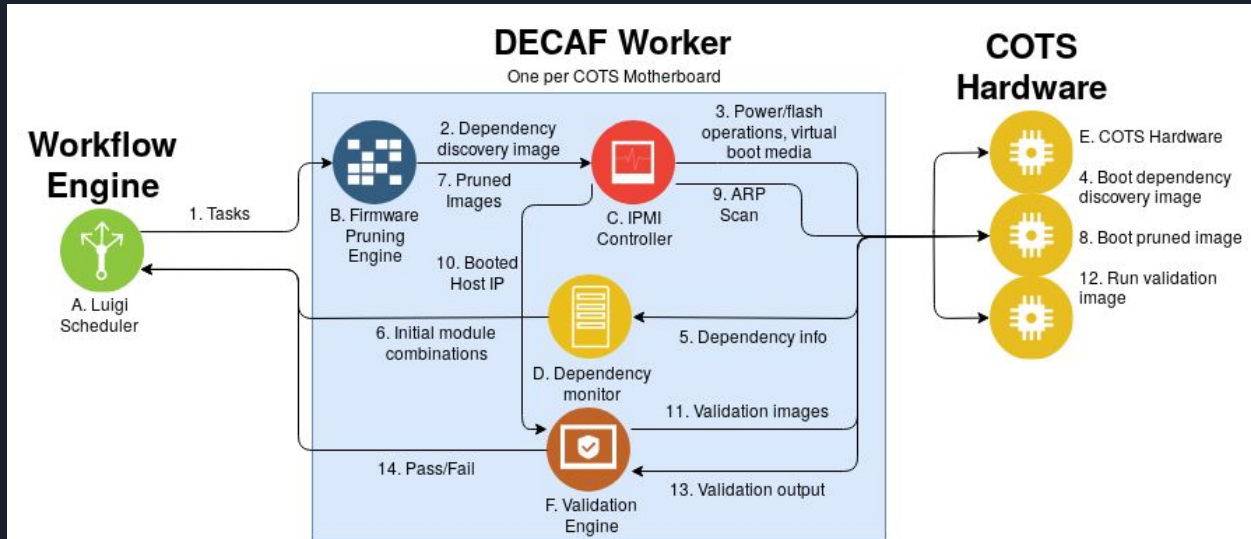 DECAF Worker
One per COTS Motherboard
COTS
Hardware
Workflow
Engine
1. Tasks
A. Luigi
Scheduler
B. Firmware
Pruning
Engine
2. Dependency
discovery image
7. Pruned
Images
C. IPMI
Controller
3. Power/flash
operations, virtual
boot media
9. ARP
Scan
10. Booted
Host IP
6. Initial module
combinations
D. Dependency
monitor
5. Dependency info
11. Validation images
14. Pass/Fail
F. Validation
Engine
13. Validation output
E. COTS Hardware
4. Boot dependency
discovery image
8. Boot pruned image
12. Run validation
image